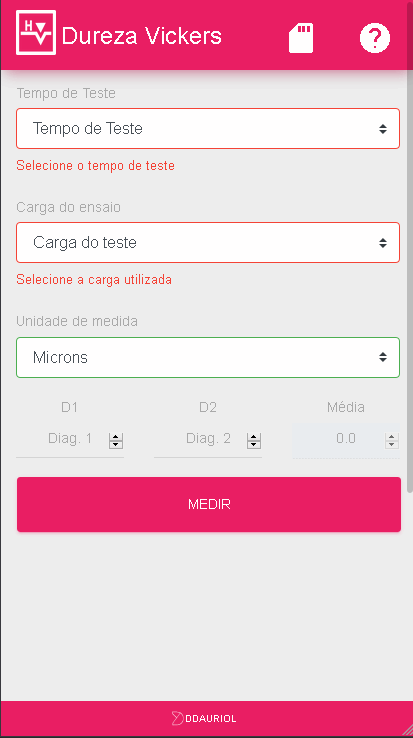 HV Dureza Vickers
Tempo de Teste
Tempo de Teste
Selecione o tempo de teste
Carga do ensaio
Carga do teste
Selecione a carga utilizada
Unidade de medida
Microns
D1 D2 Média
Diag. 1 Diag. 2 0.0
MEDIR
DDAURIOL